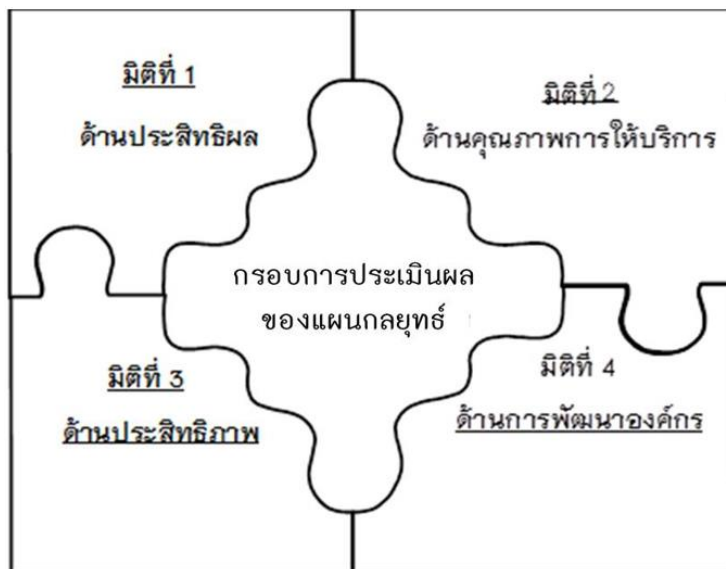 มิติที่ 1
ด้านประสิทธิผล
มิติที่ 2
ด้านคุณภาพการให้บริการ
กรอบการประเมินผล
ของแผนกลยุทธ์
มิติที่ 3
ด้านประสิทธิภาพ
มิติที่ 4
ด้านการพัฒนาองค์กร